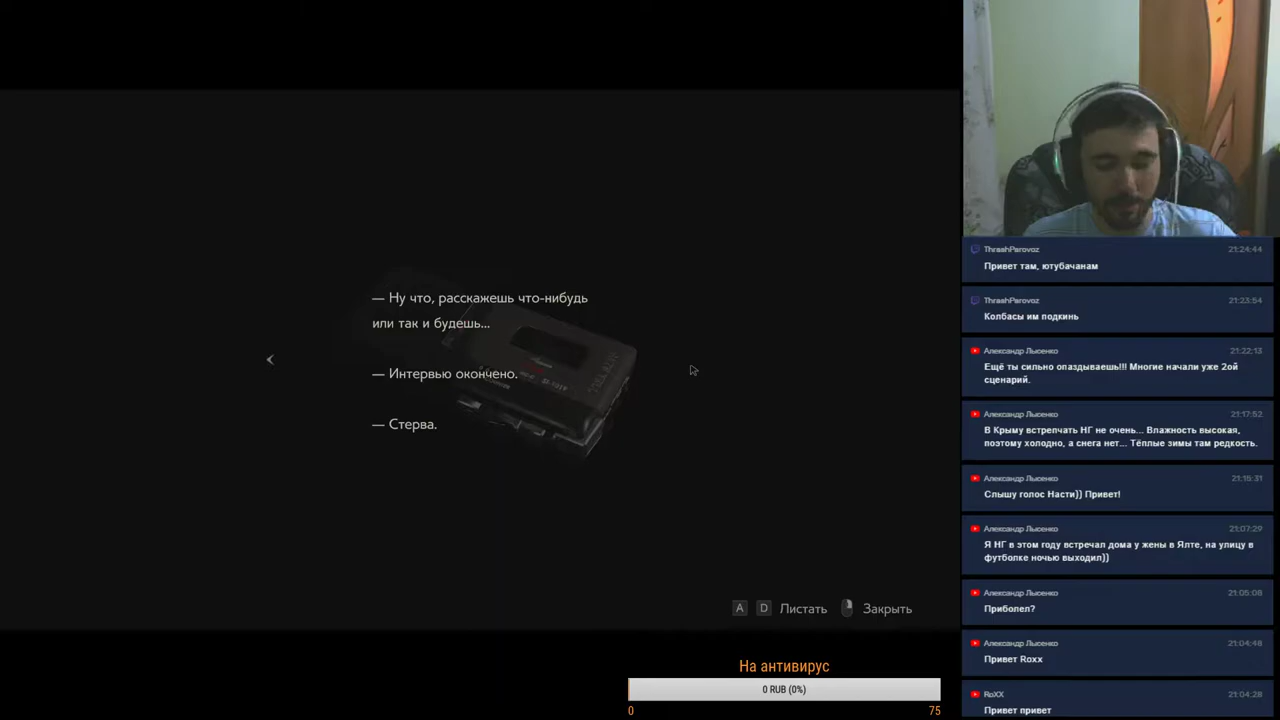 — Ну что, расскажешь что-нибудь
или так и будешь...
— Интервью окончено.
— Стерва.
A D Листать Закрыть
На антивирус
0 RUB (0%)
0 75
ThrashParovoz 21:24:44
Привет там, ютубачанам
ThrashParovoz 21:23:54
Колбасы им подкинь
Александр Лысенко 21:22:13
Ещё ты сильно опаздываешь!!! Многие начали уже 2ой
сценарий.
Александр Лысенко 21:17:52
В Крыму встрепчать НГ не очень... Влажность высокая,
поэтому холодно, а снега нет... Тёплые зимы там редкость.
Александр Лысенко 21:15:31
Слышу голос Насти)) Привет!
Александр Лысенко 21:07:29
Я НГ в этом году встречал дома у жены в Ялте, на улицу в
футболке ночью выходил))
Александр Лысенко 21:05:08
Приболел?
Александр Лысенко 21:04:48
Привет Roxx
RoXX 21:04:28
Привет привет